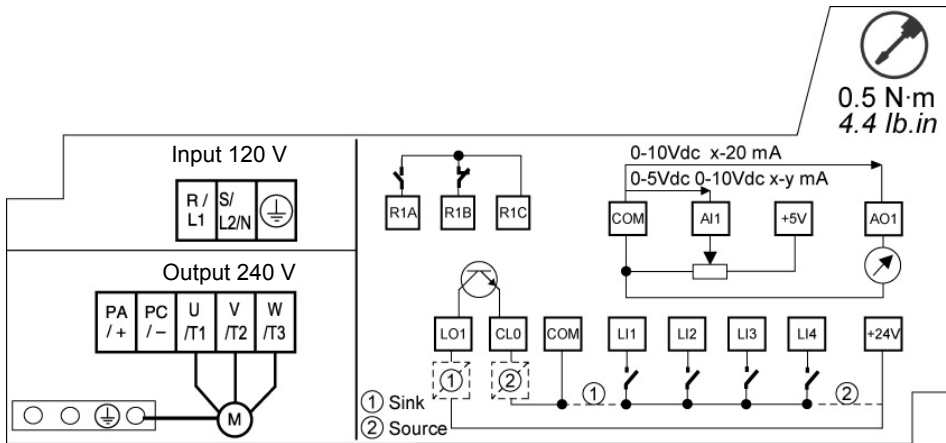 0.5 N·m
4.4 lb.in
Input 120 V
R / L1
S/ L2/N
Output 240 V
PA / +
PC / –
U /T1
V /T2
W /T3
M
R1A
R1B
R1C
0-10Vdc x-20 mA
0-5Vdc 0-10Vdc x-y mA
COM
AI1
+5V
AO1
LO1
CL0
COM
LI1
LI2
LI3
LI4
+24V
①
②
①
②
① Sink
② Source